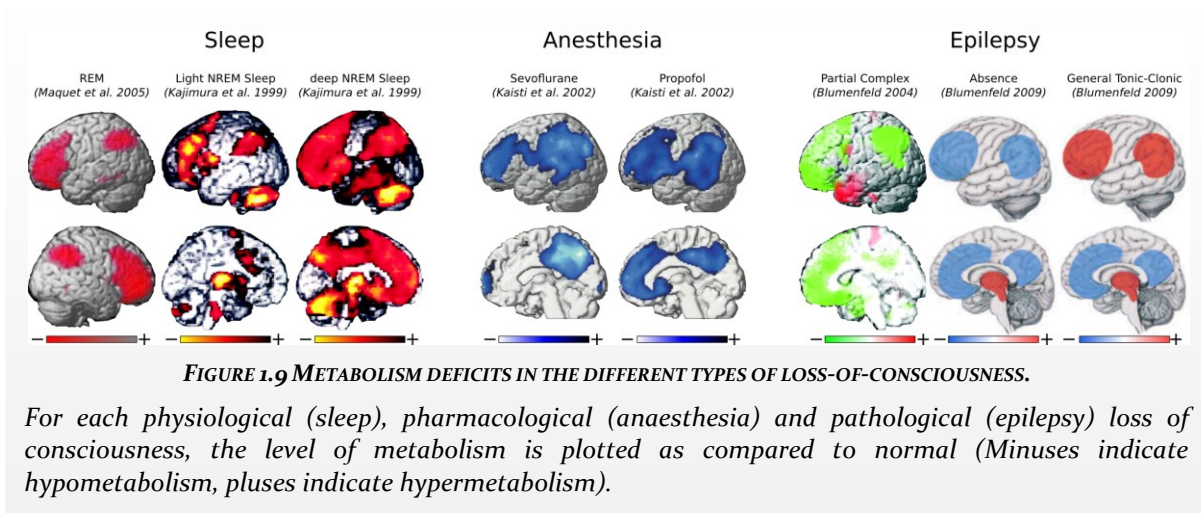 Sleep
Anesthesia
Epilepsy
REM
(Maquet et al. 2005)
Light NREM Sleep
(Kajimura et al. 1999)
deep NREM Sleep
(Kajimura et al. 1999)
Sevoflurane
(Kaisti et al. 2002)
Propofol
(Kaisti et al. 2002)
Partial Complex
(Blumenfeld 2004)
Absence
(Blumenfeld 2009)
General Tonic-Clonic
(Blumenfeld 2009)
− +
− +
− +
− +
− +
− +
− +
− +
FIGURE 1.9 METABOLISM DEFICITS IN THE DIFFERENT TYPES OF LOSS-OF-CONSCIOUSNESS.
For each physiological (sleep), pharmacological (anaesthesia) and pathological (epilepsy) loss of
consciousness, the level of metabolism is plotted as compared to normal (Minuses indicate
hypometabolism, pluses indicate hypermetabolism).